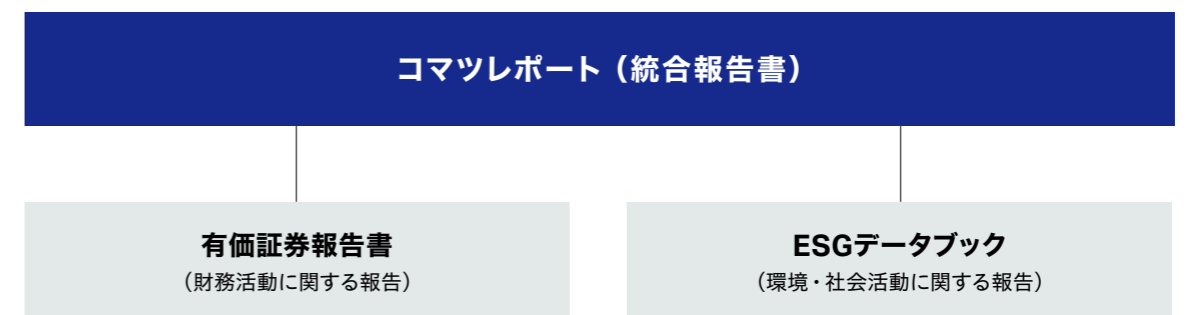 コマツレポート（統合報告書）
有価証券報告書
（財務活動に関する報告）
ESGデータブック
（環境・社会活動に関する報告）